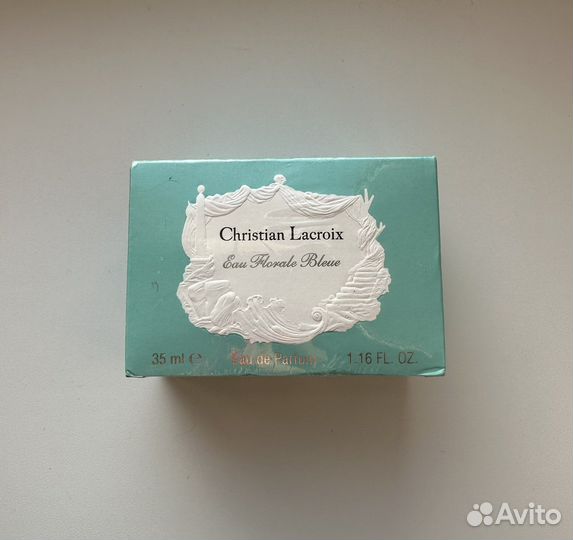 Christian Lacroix
Eau Florale Bleue
35 ml e Eau de Parfum 1.16 FL. OZ.
Avito